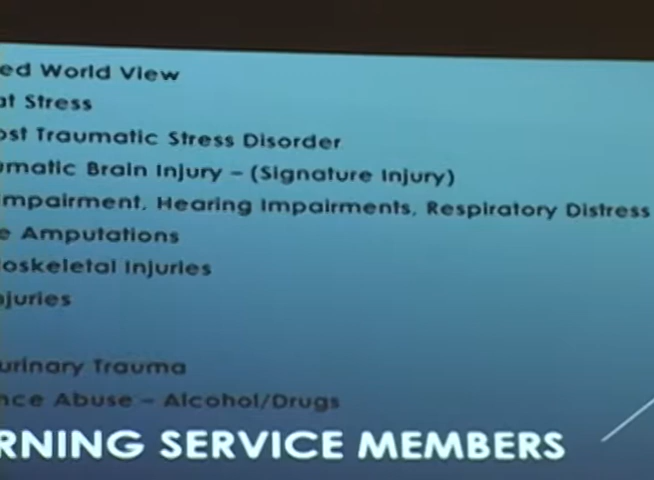 ed World View
at Stress
ost Traumatic Stress Disorder
umatic Brain Injury – (Signature Injury)
mpairment, Hearing Impairments, Respiratory Distress
e Amputations
loskeletal Injuries
njuries
urinary Trauma
nce Abuse – Alcohol/Drugs
RNING SERVICE MEMBERS